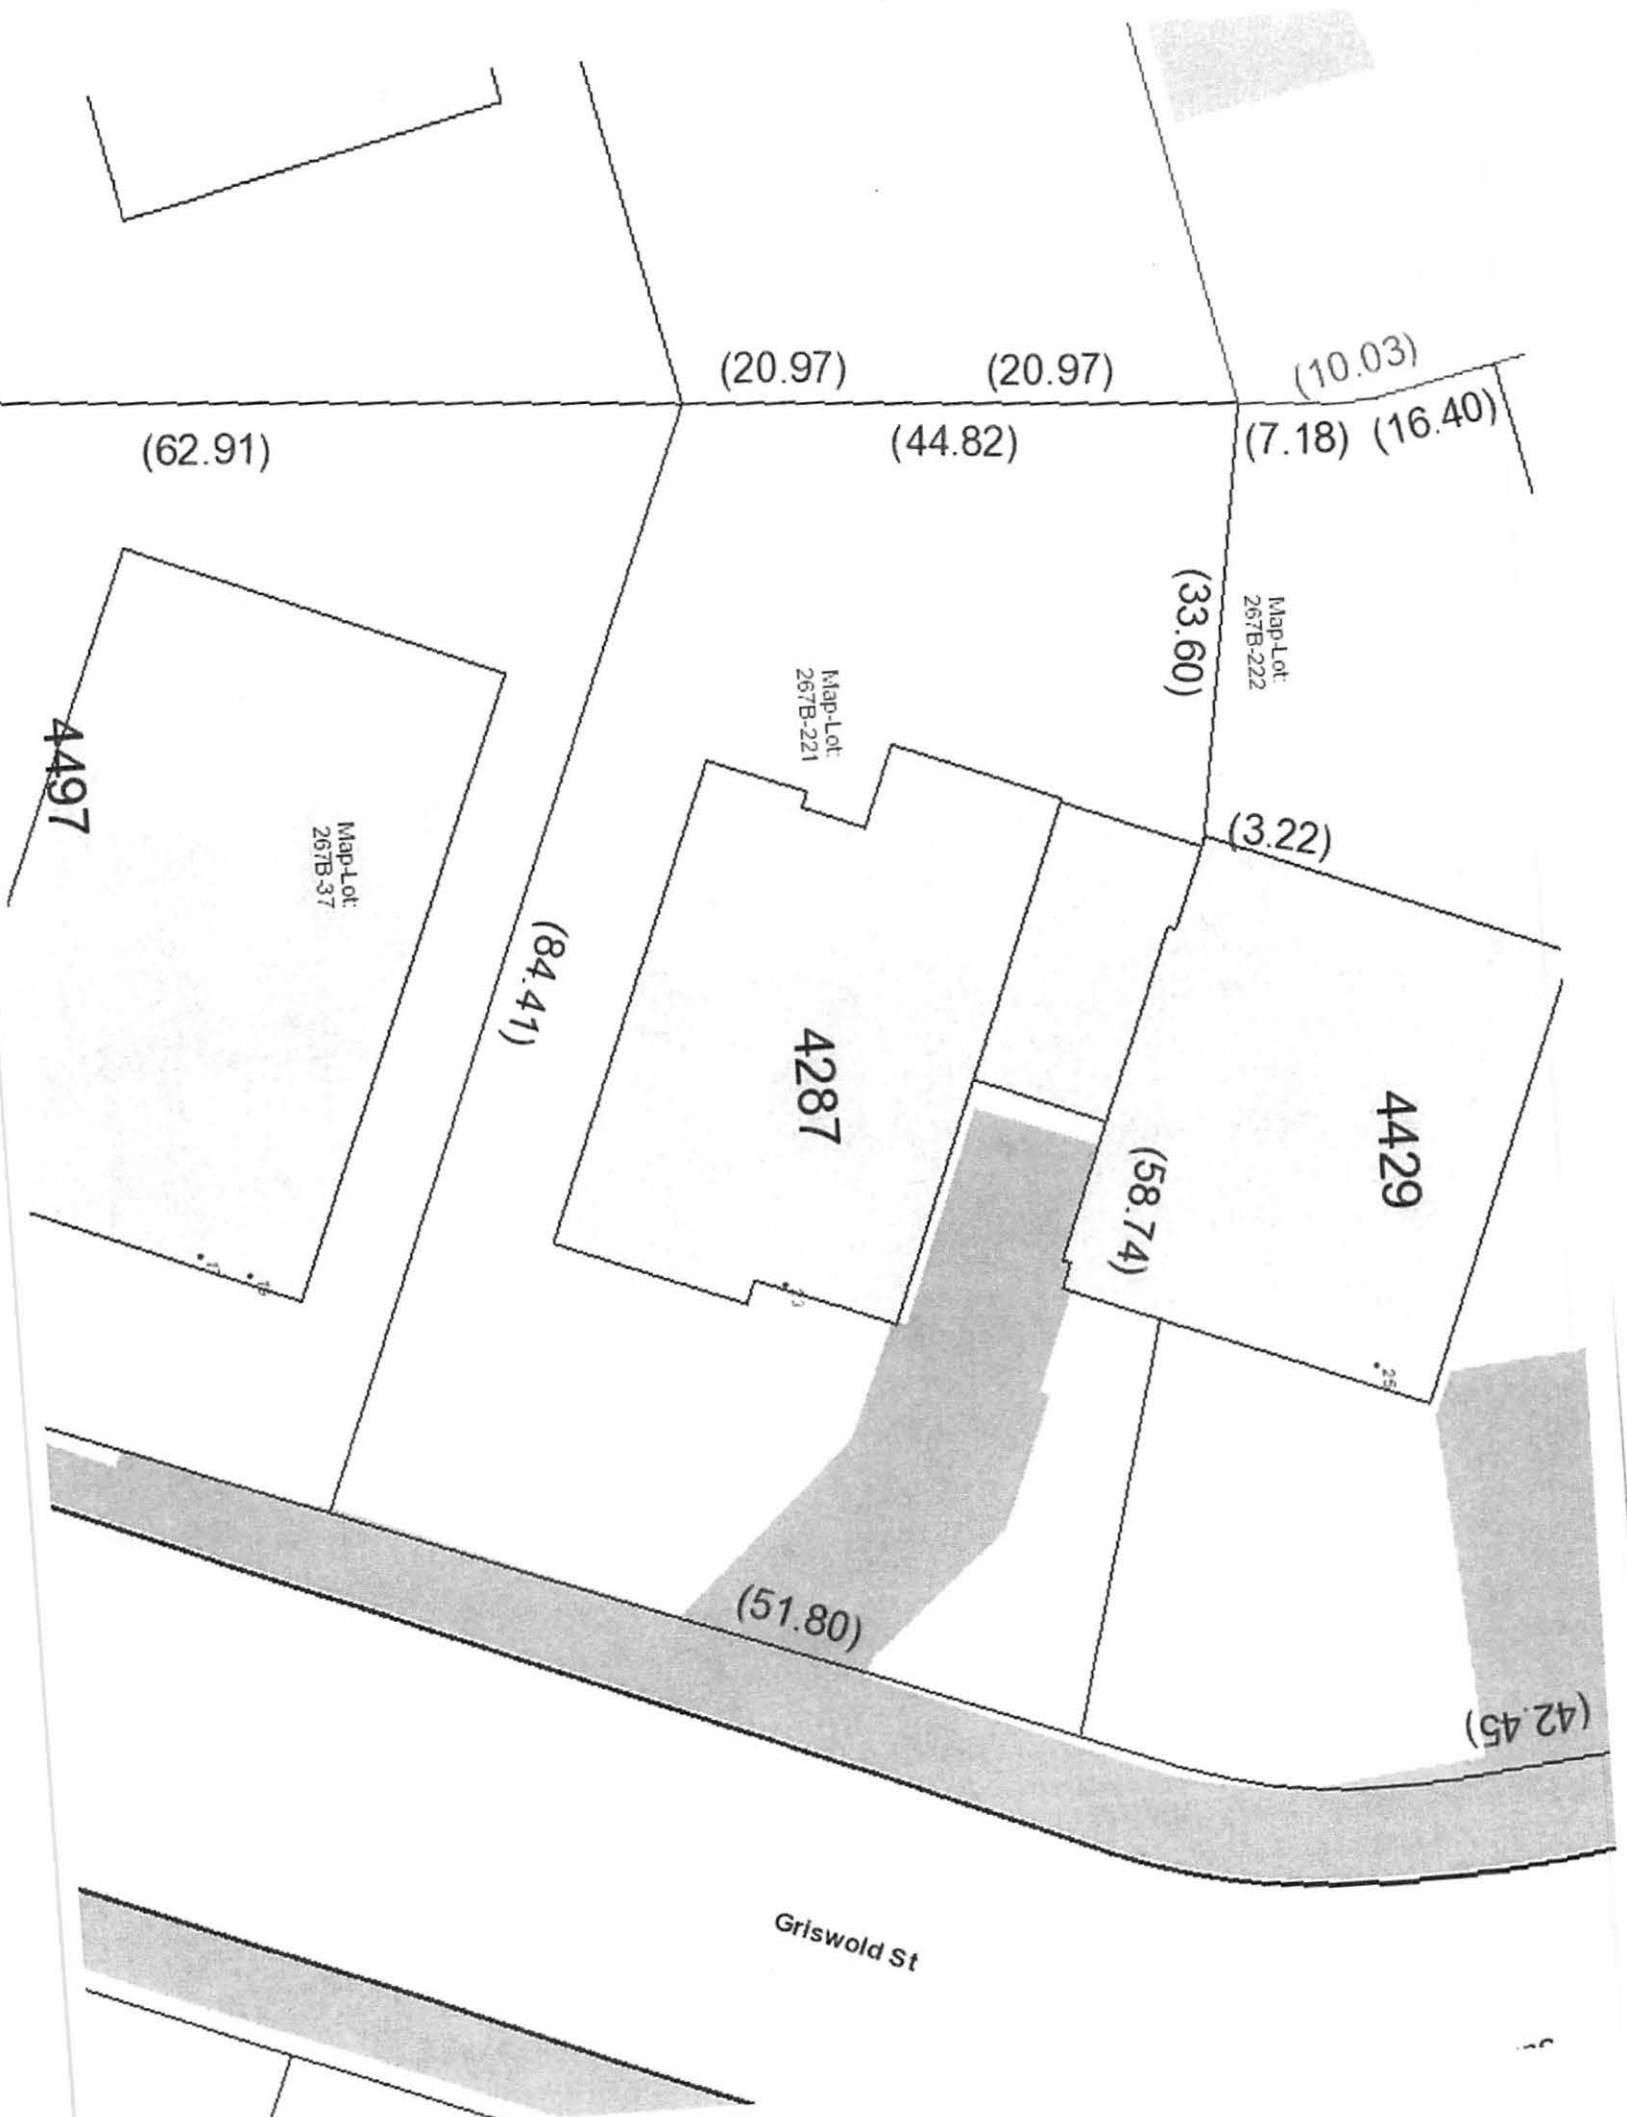 (10.03)
(20.97)
(20.97)
(62.91)
(44.82)
(7.18)
(16.40)
(33.60)
Map-Lot:
267B-222
Map-Lot:
267B-221
4497
Map-Lot:
267B-37
(3.22)
(84.41)
4287
4429
(58.74)
25
(51.80)
(42.45)
Griswold St